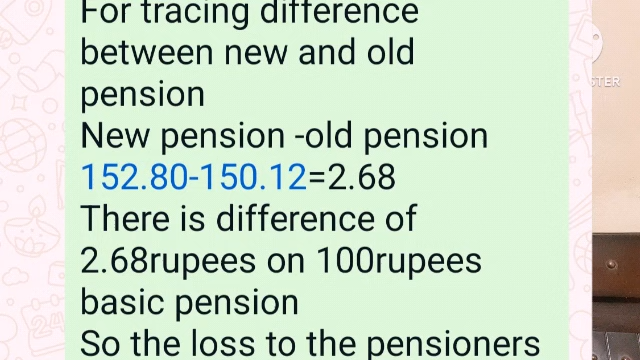 For tracing difference
between new and old
pension
New pension -old pension
152.80-150.12=2.68
There is difference of
2.68rupees on 100rupees
basic pension
So the loss to the pensioners